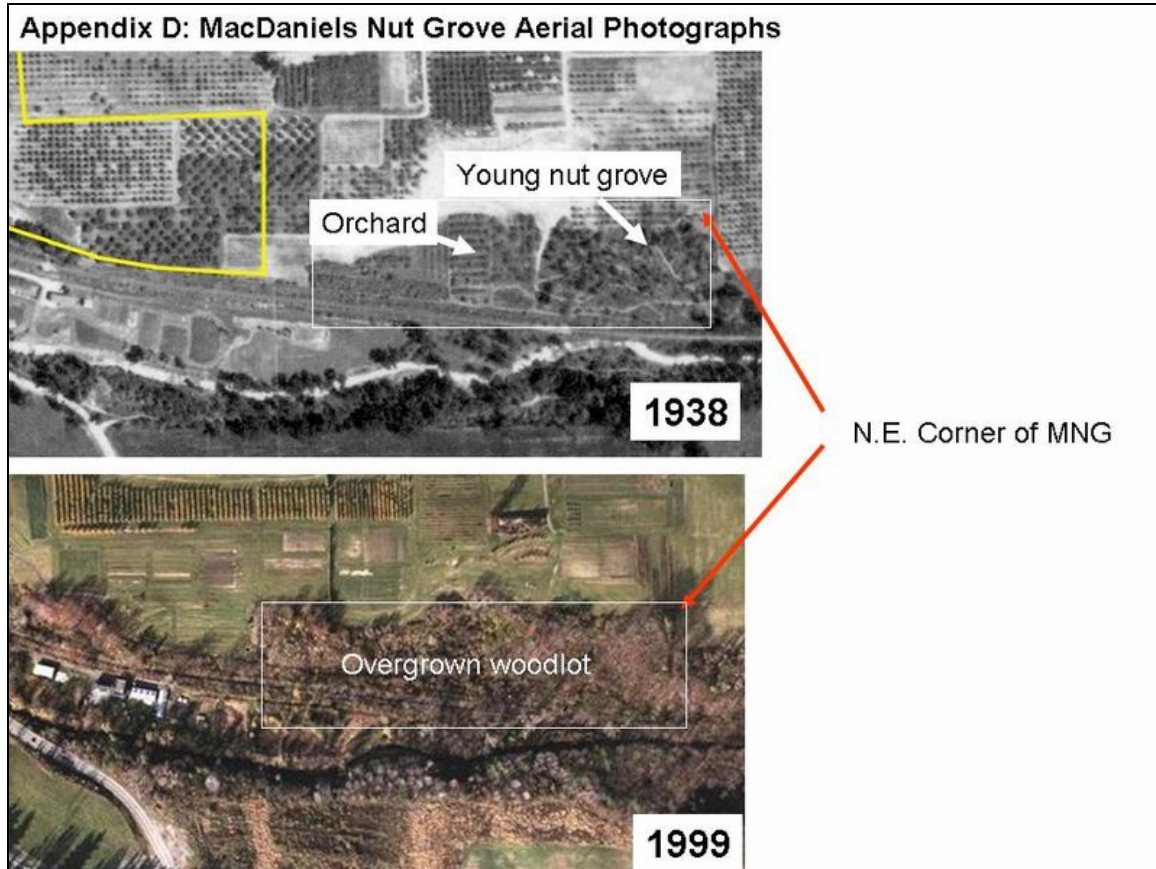 Appendix D: MacDaniels Nut Grove Aerial Photographs
Young nut grove
Orchard
1938
N.E. Corner of MNG
Overgrown woodlot
1999